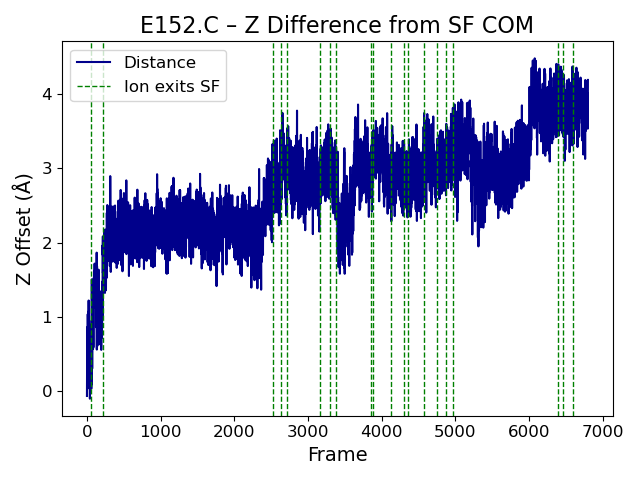 E152.C – Z Difference from SF COM
Distance
Ion exits SF
Z Offset (Å)
4
3
2
1
0
0 1000 2000 3000 4000 5000 6000 7000
Frame